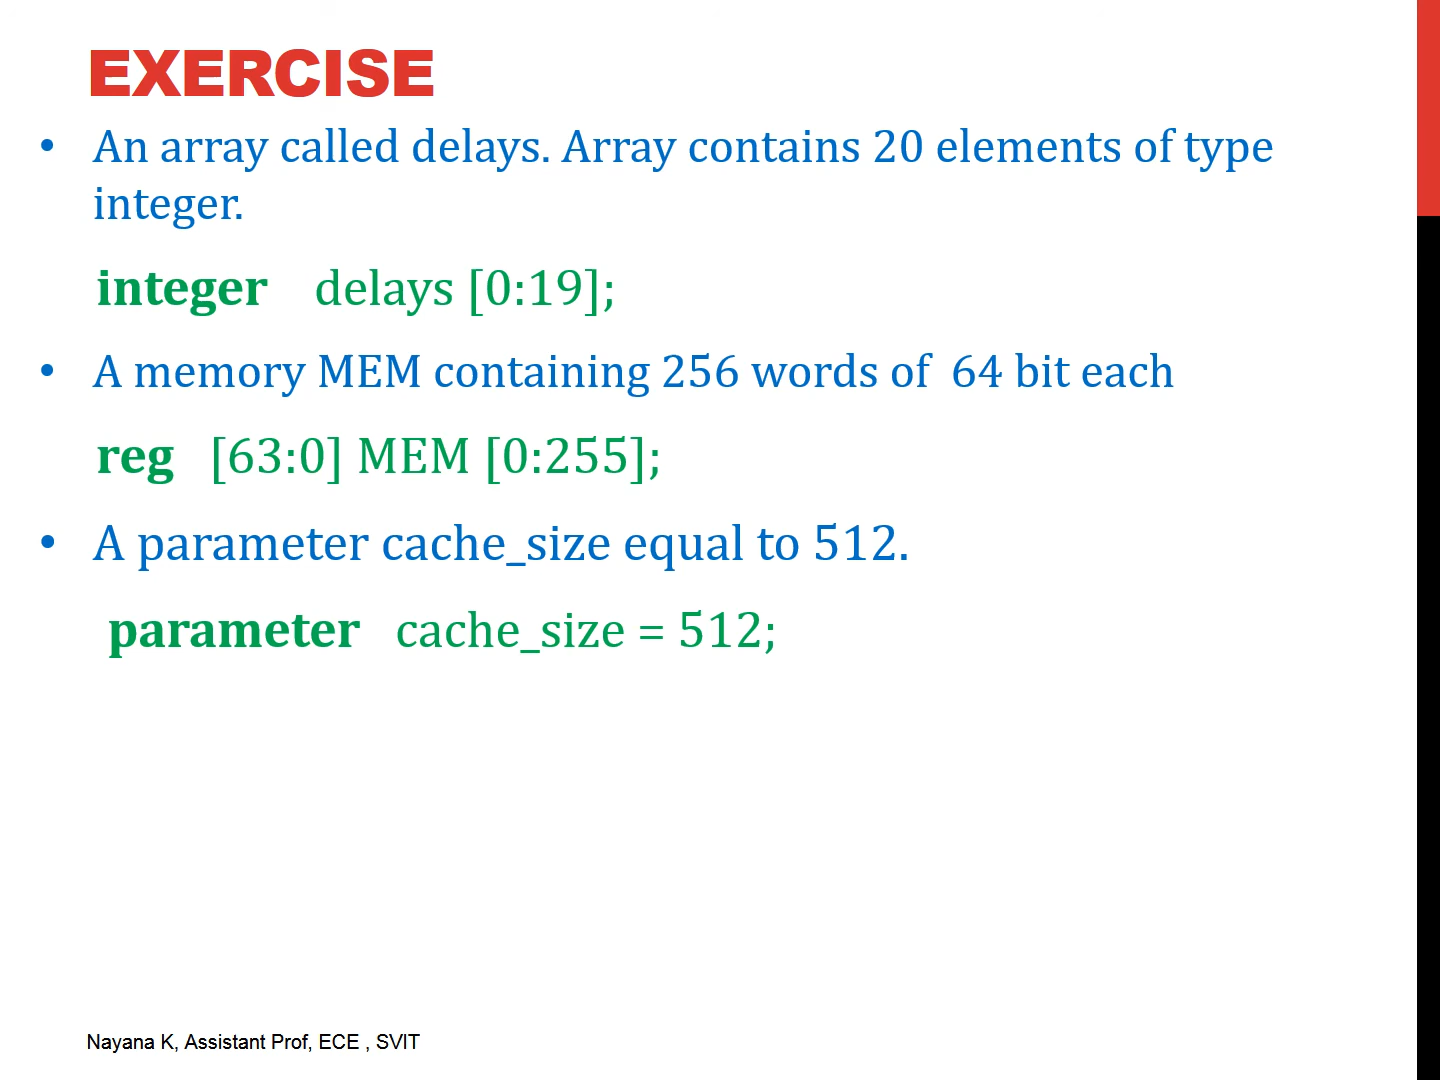 EXERCISE
• An array called delays. Array contains 20 elements of type
integer.
integer delays [0:19];
• A memory MEM containing 256 words of 64 bit each
reg [63:0] MEM [0:255];
• A parameter cache_size equal to 512.
parameter cache_size = 512;
Nayana K, Assistant Prof, ECE , SVIT